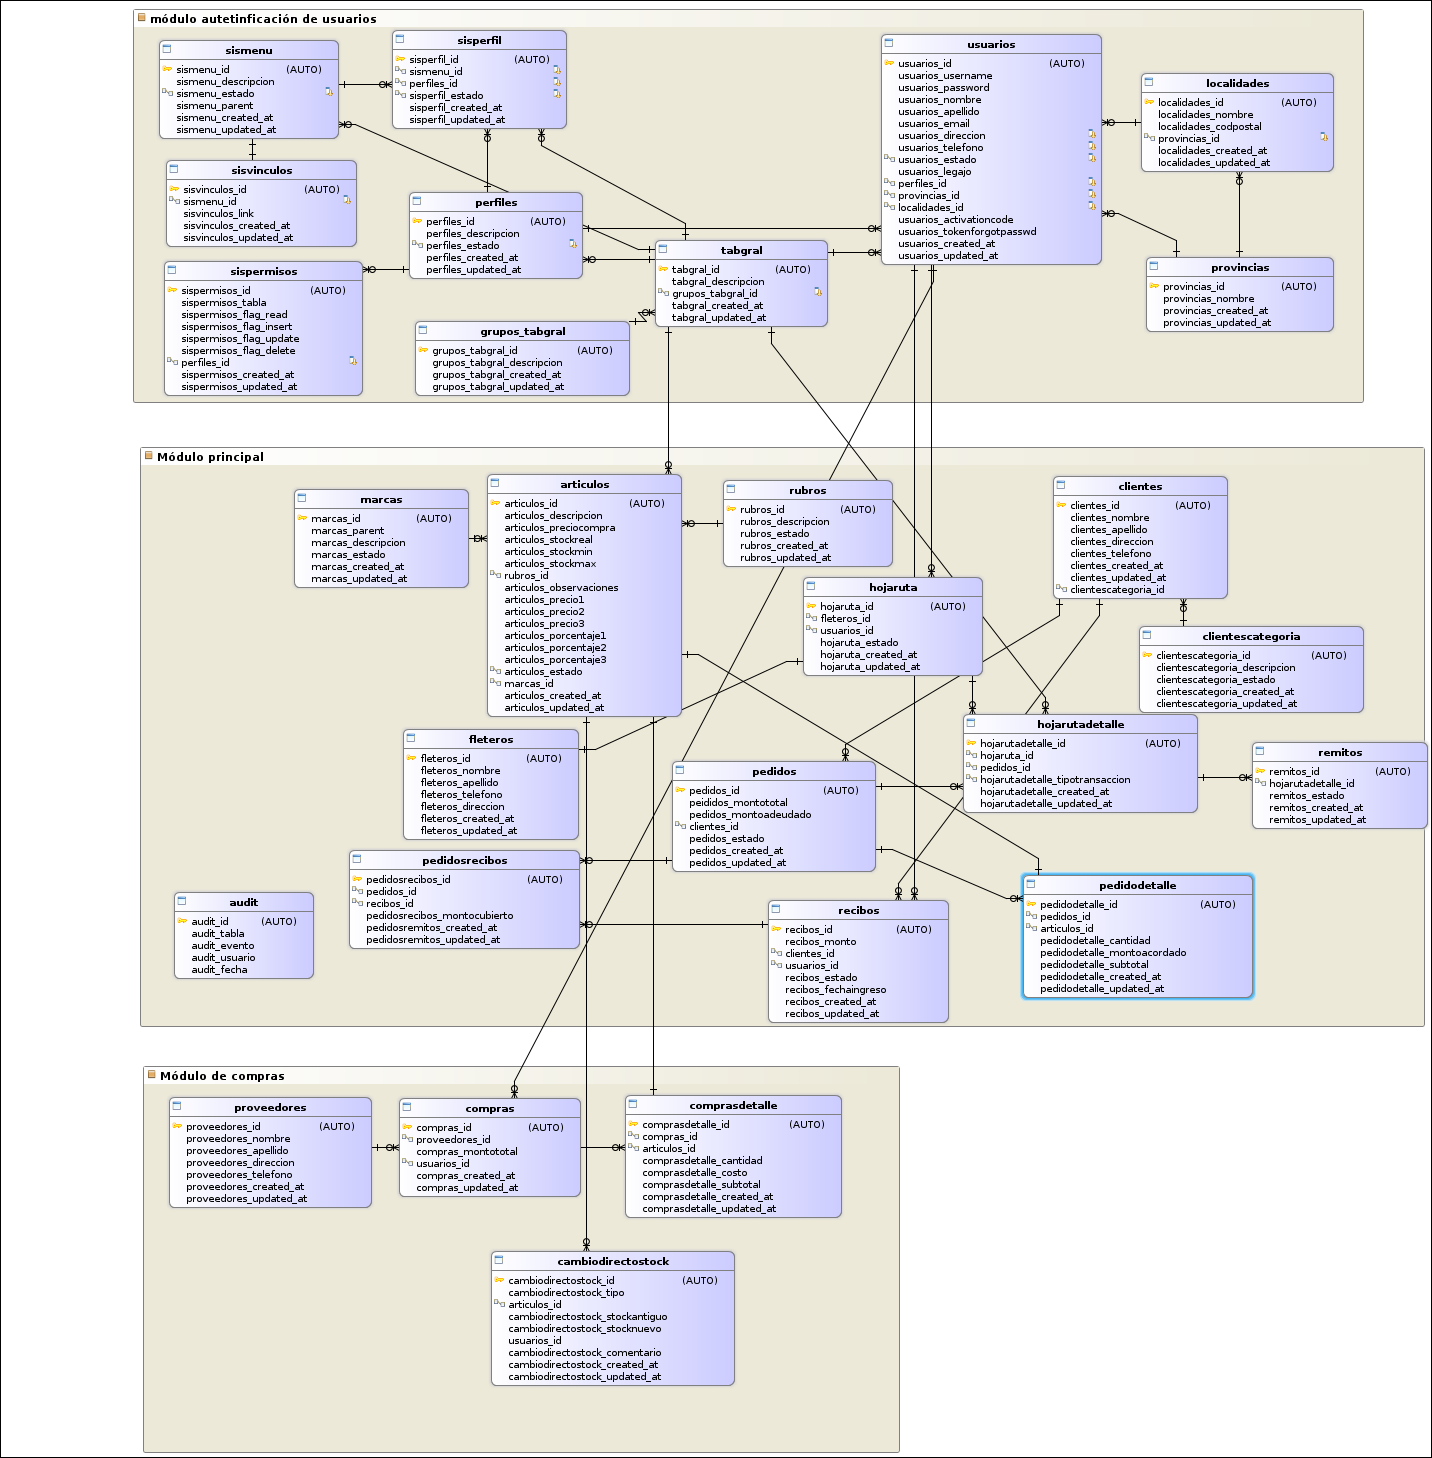 módulo autetinficación de usuarios
sismenu
sismenu_id (AUTO)
sismenu_descripcion
sismenu_estado
sismenu_parent
sismenu_created_at
sismenu_updated_at
sisperfil
sisperfil_id (AUTO)
sismenu_id
perfiles_id
sisperfil_estado
sisperfil_created_at
sisperfil_updated_at
usuarios
usuarios_id (AUTO)
usuarios_username
usuarios_password
usuarios_nombre
usuarios_apellido
usuarios_email
usuarios_direccion
usuarios_telefono
usuarios_estado
usuarios_legajo
perfiles_id
provincias_id
localidades_id
usuarios_activationcode
usuarios_tokenforgotpasswd
usuarios_created_at
usuarios_updated_at
localidades
localidades_id (AUTO)
localidades_nombre
localidades_codpostal
provincias_id
localidades_created_at
localidades_updated_at
sisvinculos
sisvinculos_id (AUTO)
sismenu_id
sisvinculos_link
sisvinculos_created_at
sisvinculos_updated_at
perfiles
perfiles_id (AUTO)
perfiles_descripcion
perfiles_estado
perfiles_created_at
perfiles_updated_at
tabgral
tabgral_id (AUTO)
tabgral_descripcion
grupos_tabgral_id
tabgral_created_at
tabgral_updated_at
provincias
provincias_id (AUTO)
provincias_nombre
provincias_created_at
provincias_updated_at
sispermisos
sispermisos_id (AUTO)
sispermisos_tabla
sispermisos_flag_read
sispermisos_flag_insert
sispermisos_flag_update
sispermisos_flag_delete
perfiles_id
sispermisos_created_at
sispermisos_updated_at
grupos_tabgral
grupos_tabgral_id (AUTO)
grupos_tabgral_descripcion
grupos_tabgral_created_at
grupos_tabgral_updated_at
Módulo principal
marcas
marcas_id (AUTO)
marcas_parent
marcas_descripcion
marcas_estado
marcas_created_at
marcas_updated_at
articulos
articulos_id (AUTO)
articulos_descripcion
articulos_preciocompra
articulos_stockreal
articulos_stockmin
articulos_stockmax
rubros_id
articulos_observaciones
articulos_precio1
articulos_precio2
articulos_precio3
articulos_porcentaje1
articulos_porcentaje2
articulos_porcentaje3
articulos_estado
marcas_id
articulos_created_at
articulos_updated_at
rubros
rubros_id (AUTO)
rubros_descripcion
rubros_estado
rubros_created_at
rubros_updated_at
clientes
clientes_id (AUTO)
clientes_nombre
clientes_apellido
clientes_direccion
clientes_telefono
clientes_created_at
clientes_updated_at
clientescategoria_id
hojaruta
hojaruta_id (AUTO)
fleteros_id
usuarios_id
hojaruta_estado
hojaruta_created_at
hojaruta_updated_at
clientescategoria
clientescategoria_id (AUTO)
clientescategoria_descripcion
clientescategoria_estado
clientescategoria_created_at
clientescategoria_updated_at
fleteros
fleteros_id (AUTO)
fleteros_nombre
fleteros_apellido
fleteros_telefono
fleteros_direccion
fleteros_created_at
fleteros_updated_at
pedidos
pedidos_id (AUTO)
peididos_montototal
pedidos_montoadeudado
clientes_id
pedidos_estado
pedidos_created_at
pedidos_updated_at
hojarutadetalle
hojarutadetalle_id (AUTO)
hojaruta_id
pedidos_id
hojarutadetalle_tipotransaccion
hojarutadetalle_created_at
hojarutadetalle_updated_at
remitos
remitos_id (AUTO)
hojarutadetalle_id
remitos_estado
remitos_created_at
remitos_updated_at
pedidosrecibos
pedidosrecibos_id (AUTO)
pedidos_id
recibos_id
pedidosrecibos_montocubierto
pedidosremitos_created_at
pedidosremitos_updated_at
audit
audit_id (AUTO)
audit_tabla
audit_evento
audit_usuario
audit_fecha
recibos
recibos_id (AUTO)
recibos_monto
clientes_id
usuarios_id
recibos_estado
recibos_fechaingreso
recibos_created_at
recibos_updated_at
pedidodetalle
pedidodetalle_id (AUTO)
pedidos_id
articulos_id
pedidodetalle_cantidad
pedidodetalle_montoacordado
pedidodetalle_subtotal
pedidodetalle_created_at
pedidodetalle_updated_at
Módulo de compras
proveedores
proveedores_id (AUTO)
proveedores_nombre
proveedores_apellido
proveedores_direccion
proveedores_telefono
proveedores_created_at
proveedores_updated_at
compras
compras_id (AUTO)
proveedores_id
compras_montototal
usuarios_id
compras_created_at
compras_updated_at
comprasdetalle
comprasdetalle_id (AUTO)
compras_id
articulos_id
comprasdetalle_cantidad
comprasdetalle_costo
comprasdetalle_subtotal
comprasdetalle_created_at
comprasdetalle_updated_at
cambiodirectostock
cambiodirectostock_id (AUTO)
cambiodirectostock_tipo
articulos_id
cambiodirectostock_stockantiguo
cambiodirectostock_stocknuevo
usuarios_id
cambiodirectostock_comentario
cambiodirectostock_created_at
cambiodirectostock_updated_at